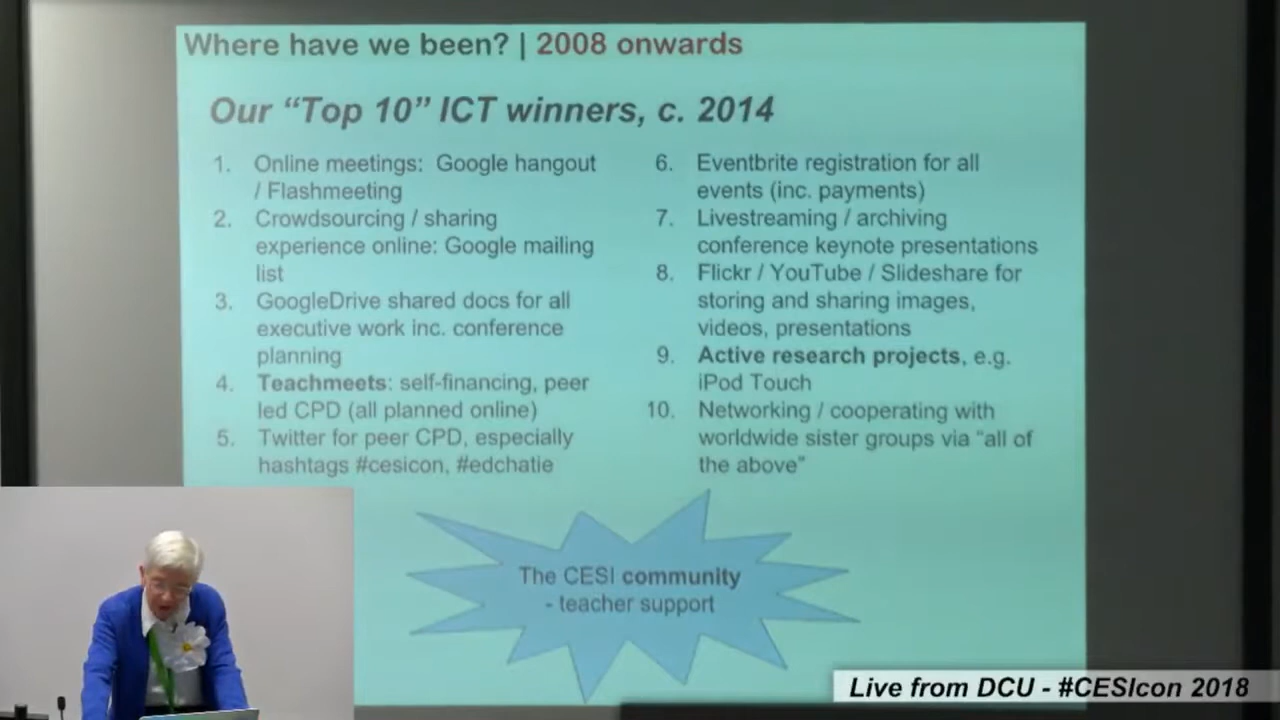 Where have we been? | 2008 onwards
Our “Top 10” ICT winners, c. 2014
1. Online meetings: Google hangout
/ Flashmeeting
2. Crowdsourcing / sharing
experience online: Google mailing
list
3. GoogleDrive shared docs for all
executive work inc. conference
planning
4. Teachmeets: self-financing, peer
led CPD (all planned online)
5. Twitter for peer CPD, especially
hashtags #cesicon, #edchatie
6. Eventbrite registration for all
events (inc. payments)
7. Livestreaming / archiving
conference keynote presentations
8. Flickr / YouTube / Slideshare for
storing and sharing images,
videos, presentations
9. Active research projects, e.g.
iPod Touch
10. Networking / cooperating with
worldwide sister groups via “all of
the above”
The CESI community
- teacher support
Live from DCU - #CESIcon 2018